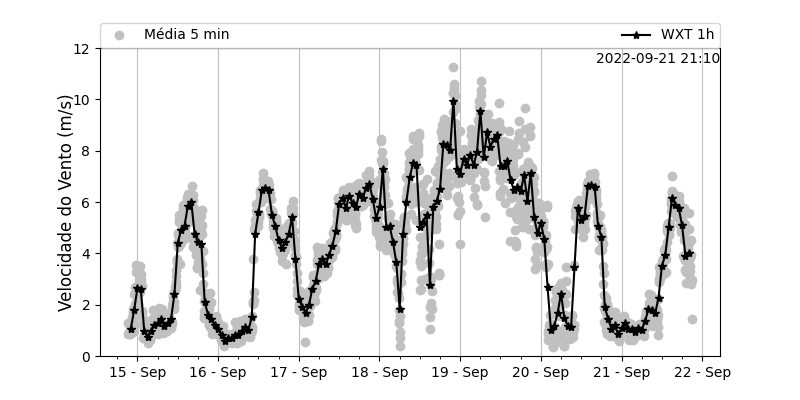 Média 5 min
WXT 1h
2022-09-21 21:10
Velocidade do Vento (m/s)
12
10
8
6
4
2
0
15 - Sep
16 - Sep
17 - Sep
18 - Sep
19 - Sep
20 - Sep
21 - Sep
22 - Sep